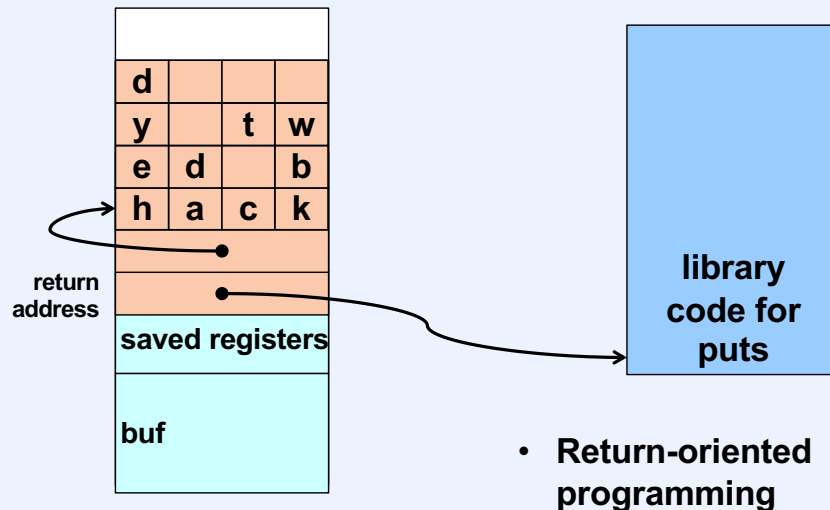 d
y t w
e d b
h a c k
return
address
saved registers
buf
library
code for
puts
• Return-oriented
programming